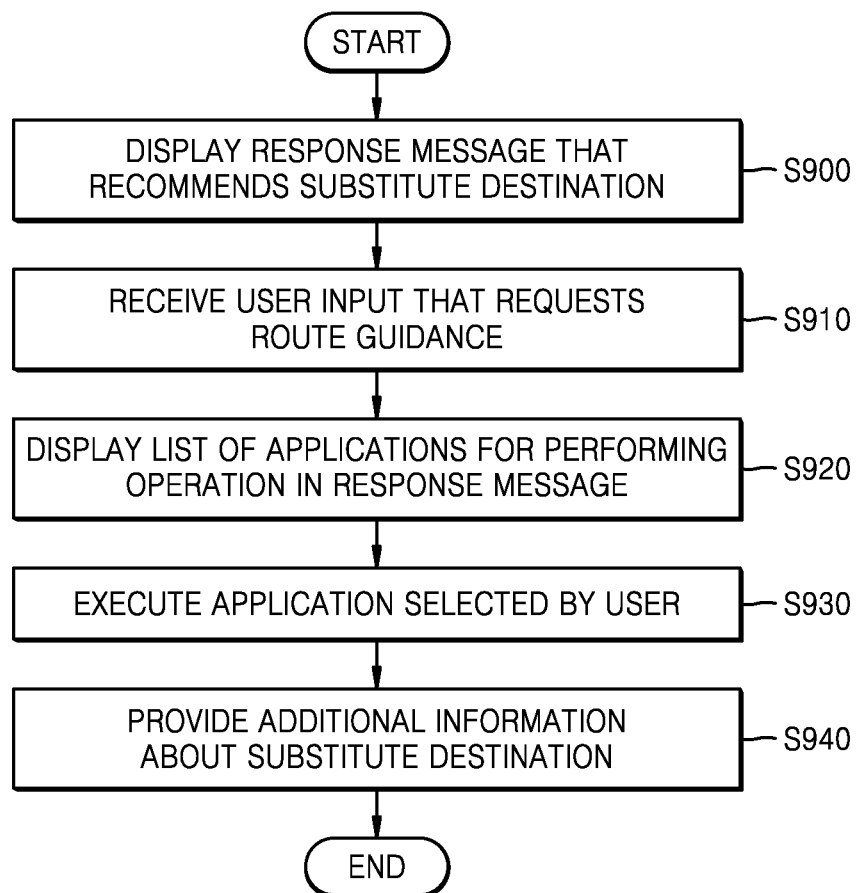 START
DISPLAY RESPONSE MESSAGE THAT
RECOMMENDS SUBSTITUTE DESTINATION
S900
RECEIVE USER INPUT THAT REQUESTS
ROUTE GUIDANCE
S910
DISPLAY LIST OF APPLICATIONS FOR PERFORMING
OPERATION IN RESPONSE MESSAGE
S920
EXECUTE APPLICATION SELECTED BY USER
S930
PROVIDE ADDITIONAL INFORMATION
ABOUT SUBSTITUTE DESTINATION
S940
END